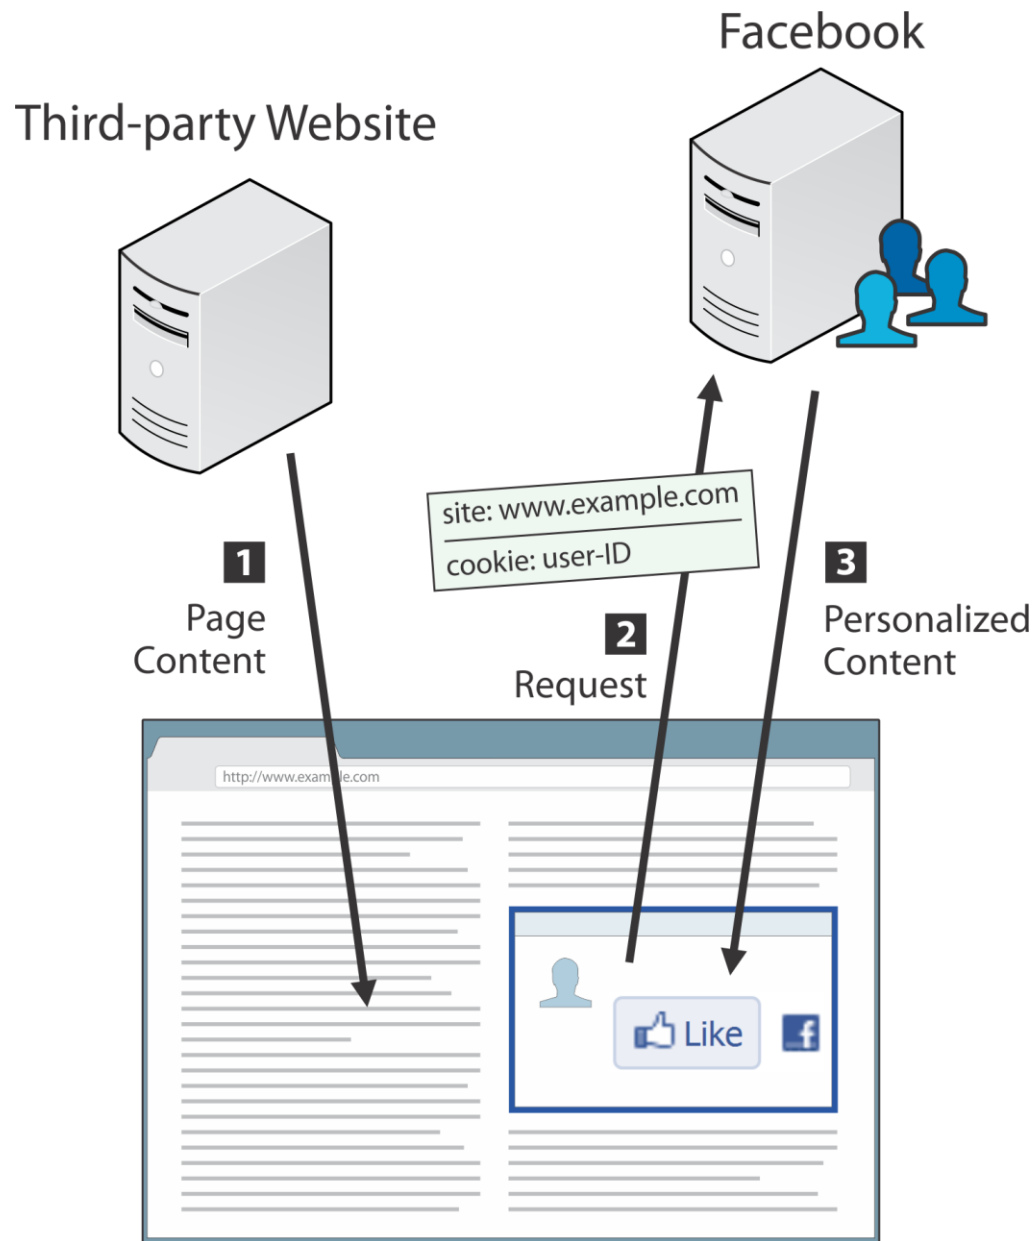 Facebook
Third-party Website
site: www.example.com
cookie: user-ID
1
Page
Content
2
Request
3
Personalized
Content
http://www.example.com
Like
f